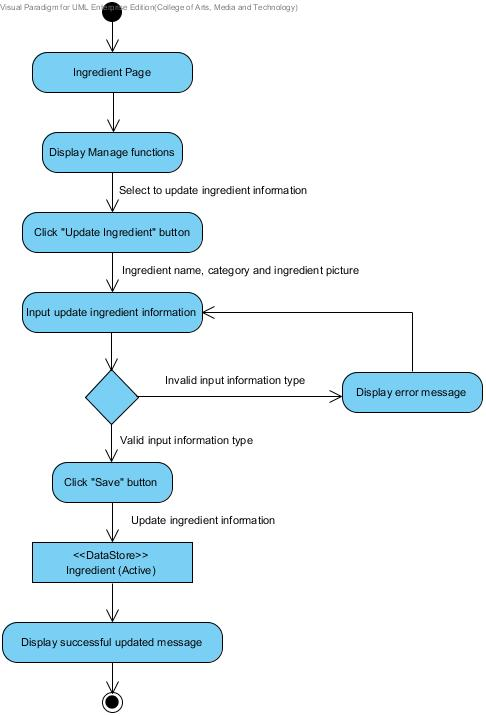 Visual Paradigm for UML Enterprise Edition(College of Arts, Media and Technology)
Ingredient Page
Display Manage functions
Select to update ingredient information
Click "Update Ingredient" button
Ingredient name, category and ingredient picture
Input update ingredient information
Invalid input information type
Display error message
Valid input information type
Click "Save" button
Update ingredient information
<<DataStore>>
Ingredient (Active)
Display successful updated message